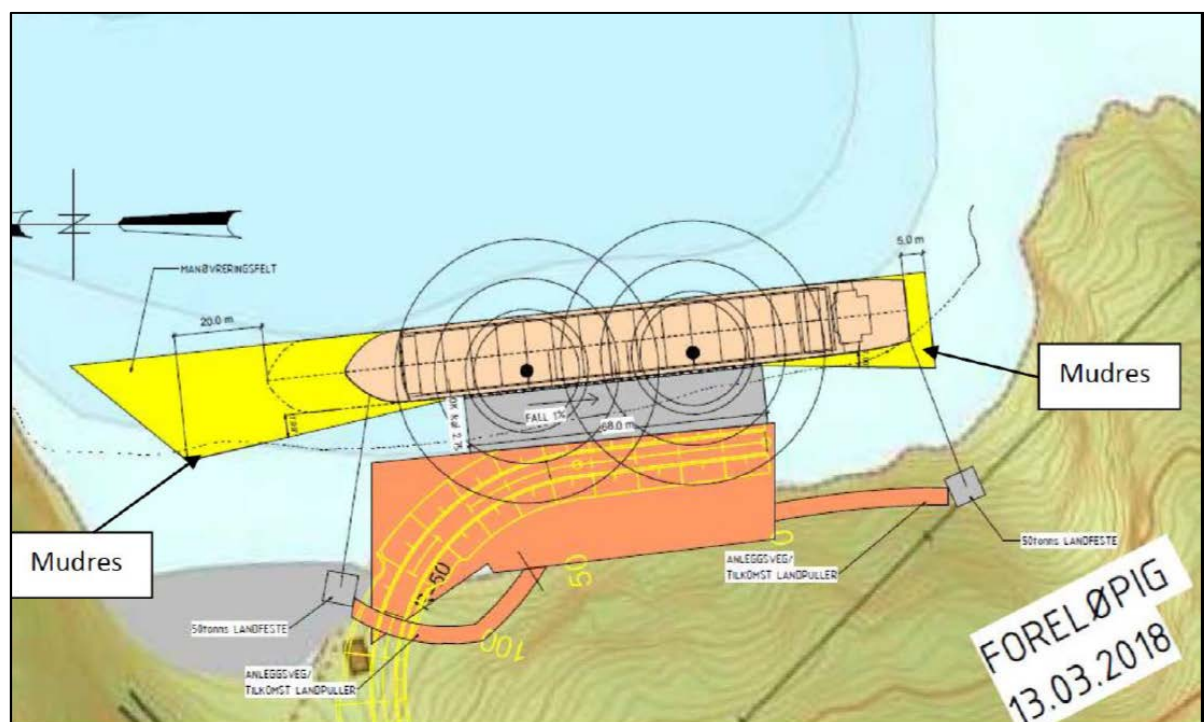 5.0 m
MANØVRERINGSFELT
20.0 m
Mudres
FALL 1%
68.0 m
Mudres
50
0
50tonns LANDFESTE
ANLEGGSVEG/
TILKOMST LANDPULLER
50
100
50tonns LANDFESTE
ANLEGGSVEG/
TILKOMST LANDPULLER
FORELØPIG
13.03.2018